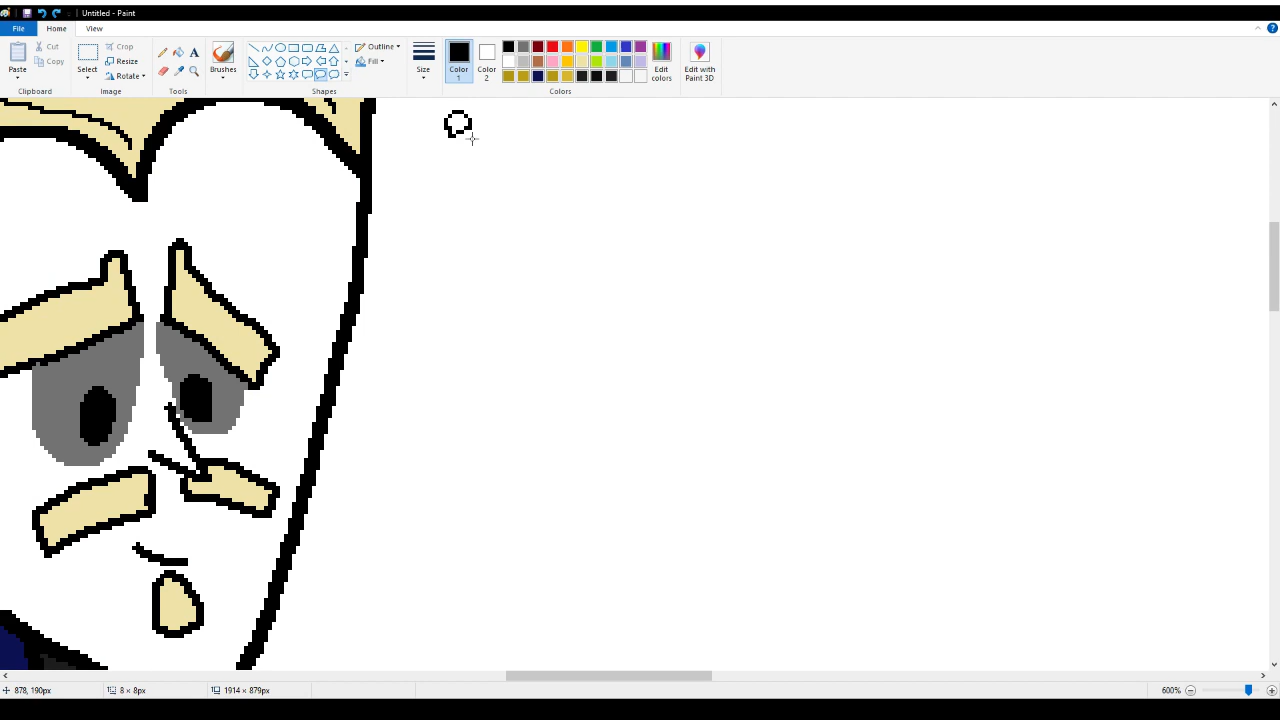 Untitled - Paint
File Home View
Paste
Cut
Copy
Clipboard
Select
Crop
Resize
Rotate
Image
Tools
Brushes
Outline
Fill
Shapes
Size
Color 1
Color 2
Edit colors
Colors
Edit with Paint 3D
878, 190px 8 × 8px 1914 × 879px 600%